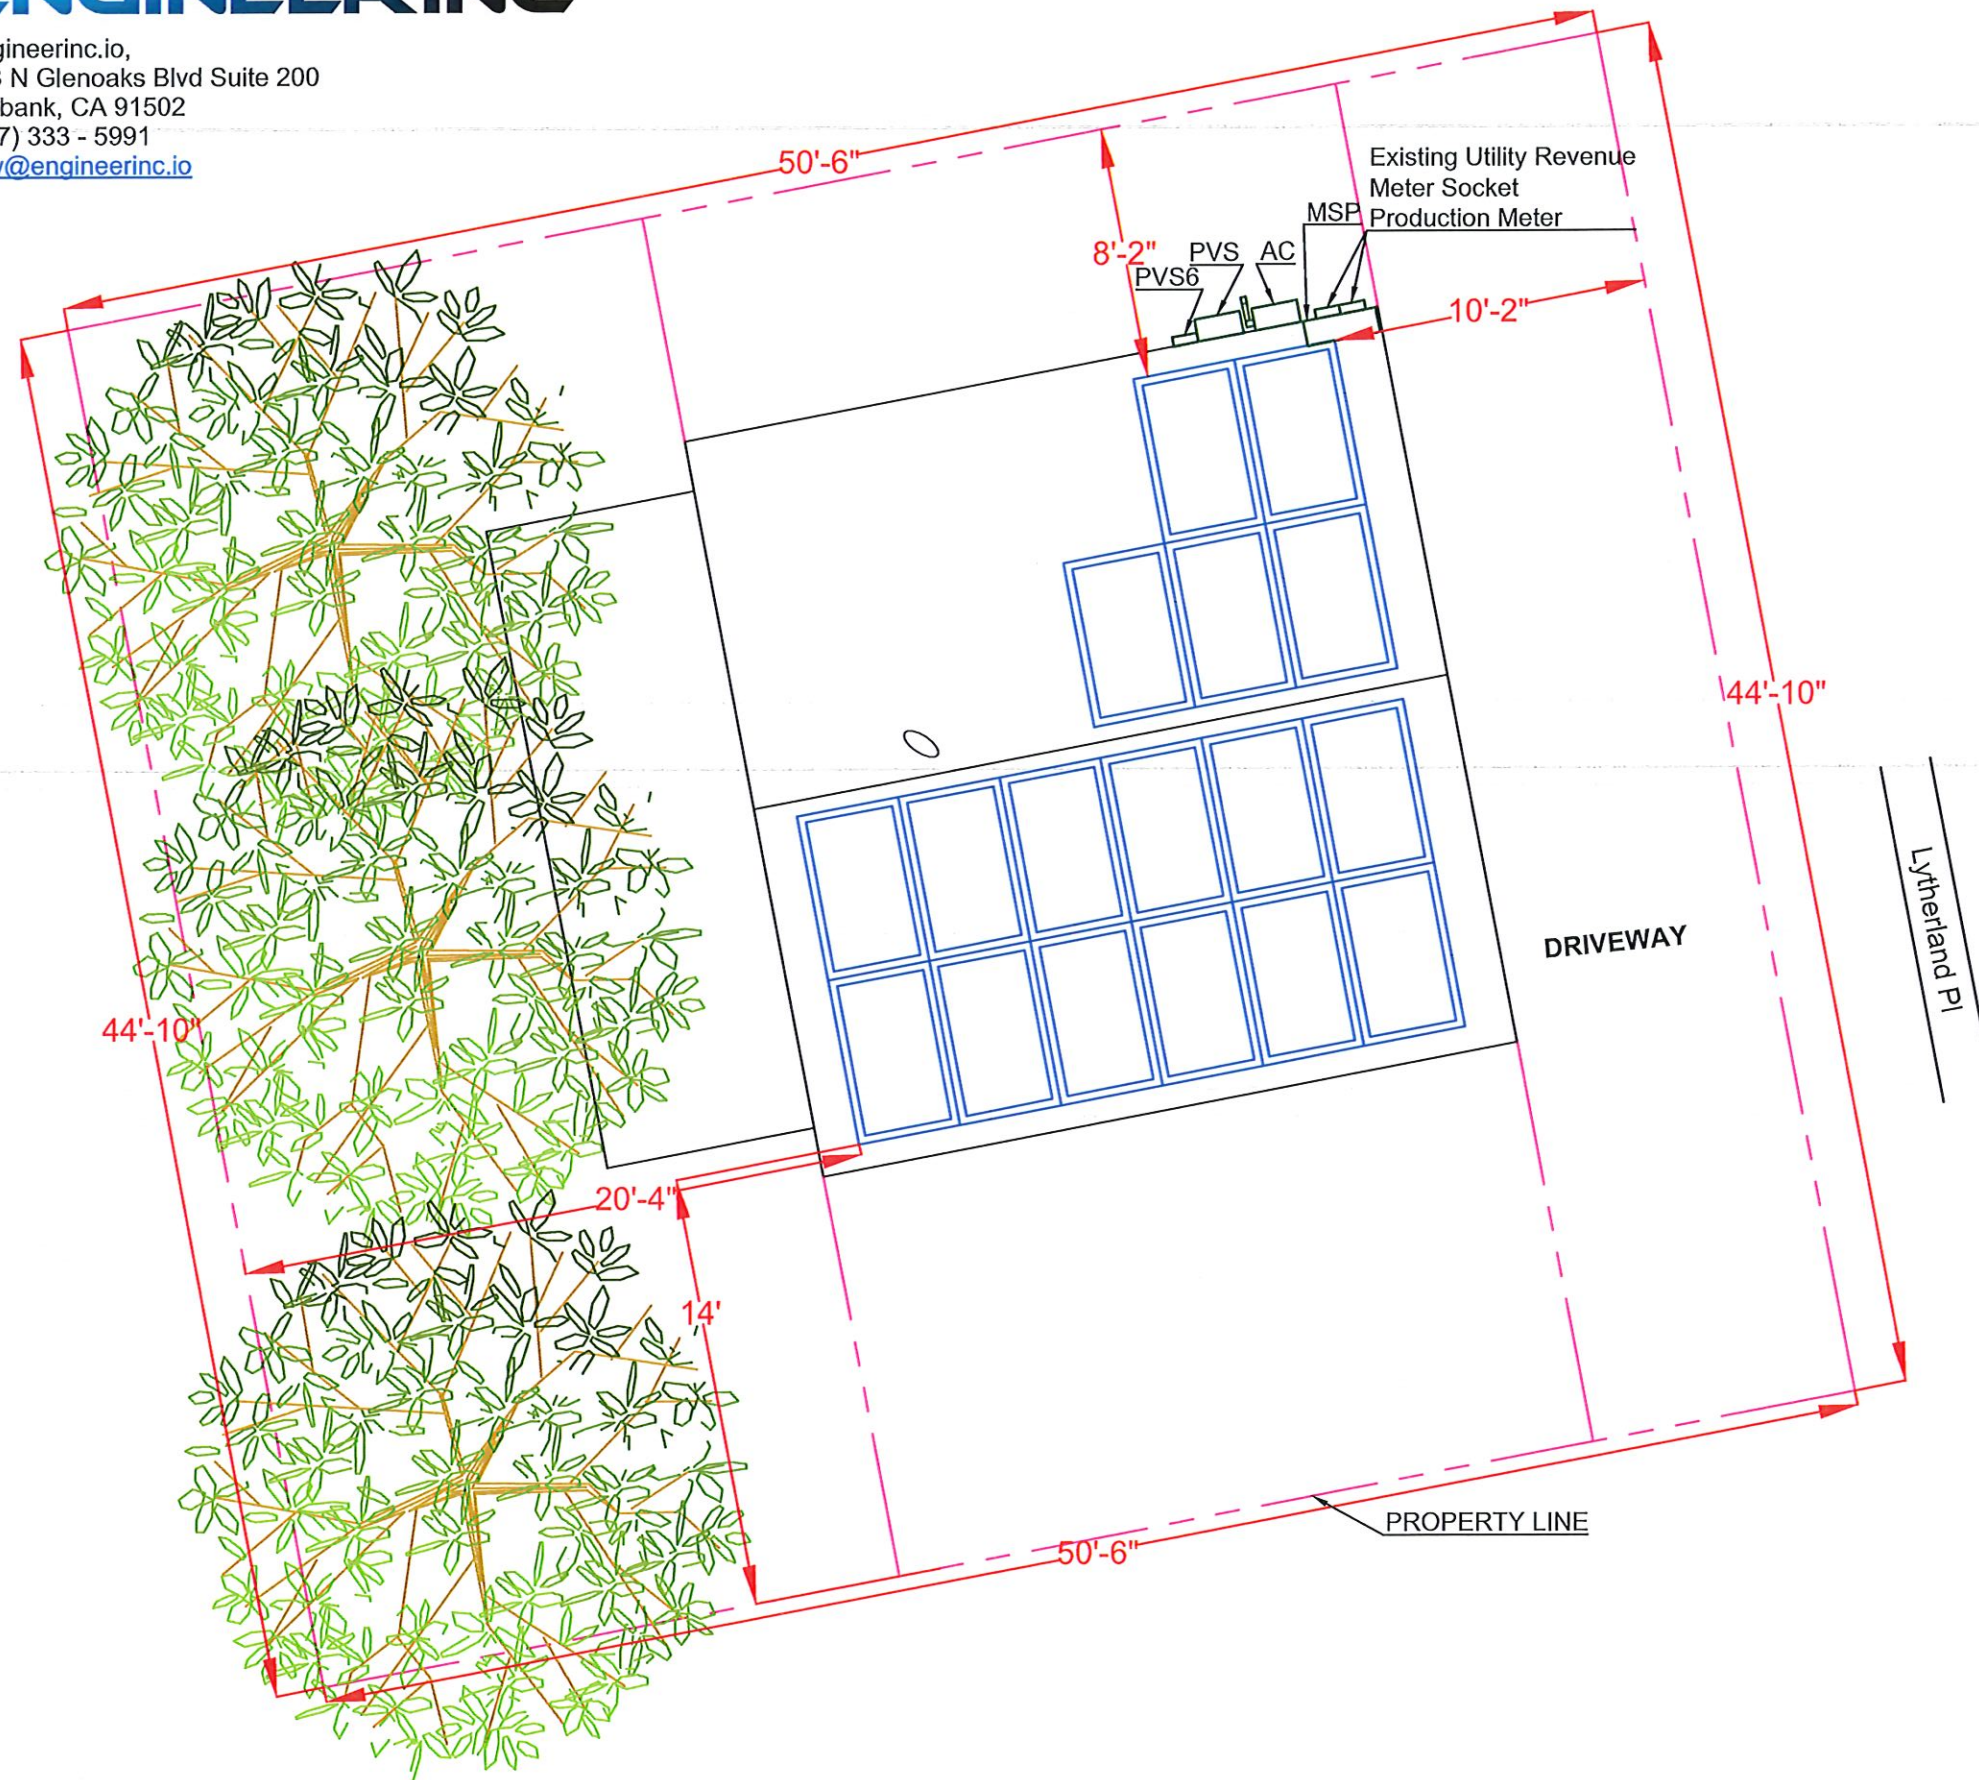 ENGINEERINC
gineerinc.io,
3 N Glenoaks Blvd Suite 200
bank, CA 91502
7) 333 - 5991
@engineerinc.io
50'-6"
Existing Utility Revenue
Meter Socket
Production Meter
MSP
8'-2"
PVS
AC
PVS6
10'-2"
44'-10"
Lytherland Pl
DRIVEWAY
44'-10"
20'-4"
14'
PROPERTY LINE
50'-6"